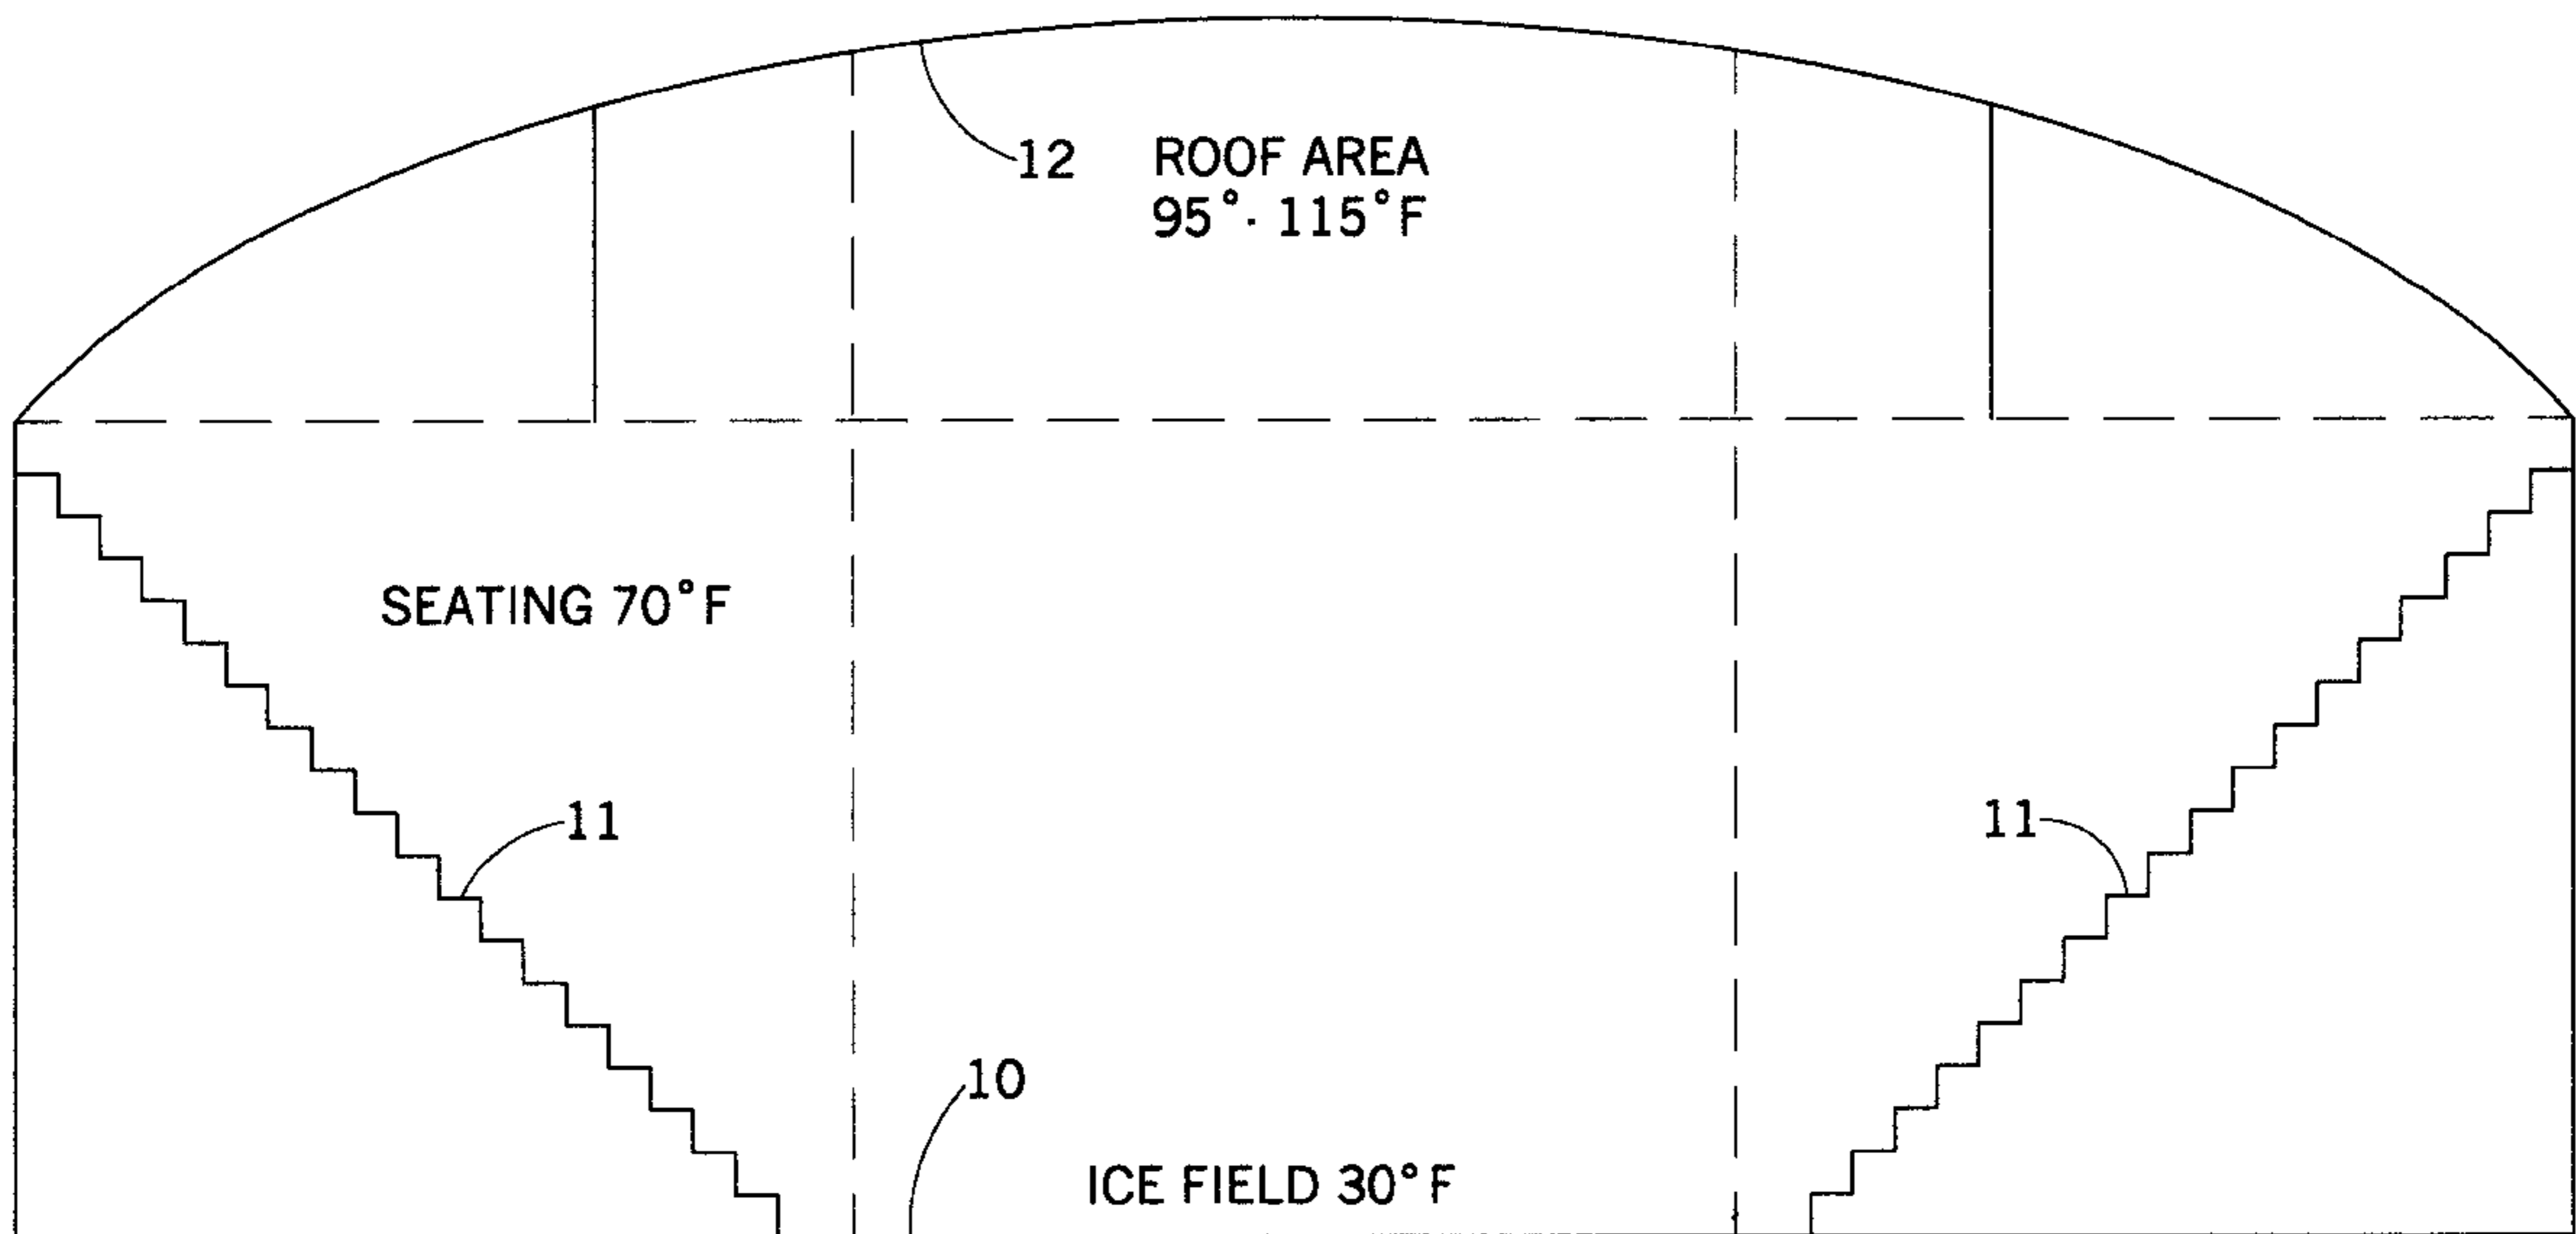 12
ROOF AREA
95°· 115°F
SEATING 70°F
11
11
10
ICE FIELD 30°F